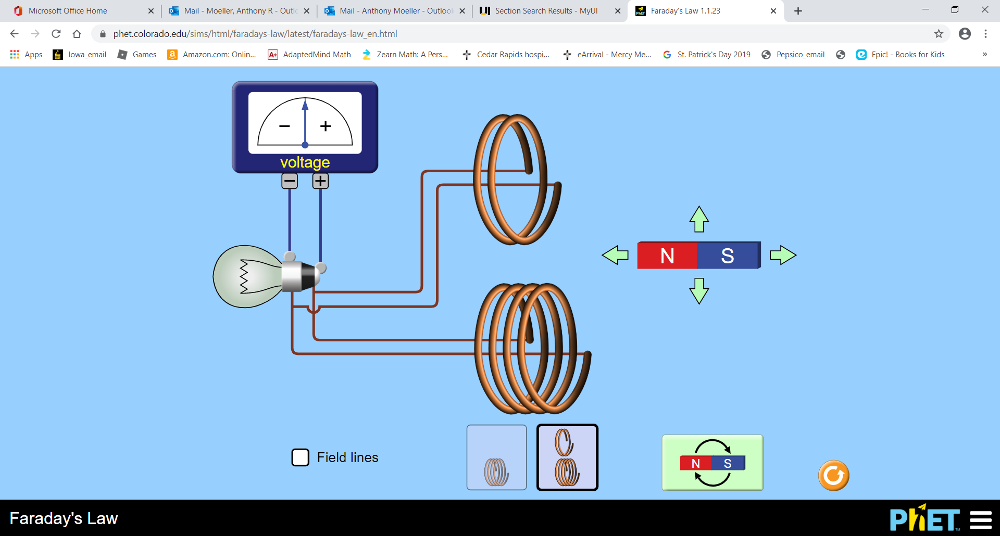 Microsoft Office Home
Mail - Moeller, Anthony R - Outlo
Mail - Anthony Moeller - Outlook
Section Search Results - MyUI
Faraday's Law 1.1.23
phet.colorado.edu/sims/html/faradays-law/latest/faradays-law_en.html
Apps
Iowa_email
Games
Amazon.com: Onlin...
A+ AdaptedMind Math
Zearn Math: A Pers...
Cedar Rapids hospi...
eArrival - Mercy Me...
St. Patrick's Day 2019
Pepsico_email
Epic! - Books for Kids
»
− +
voltage
− +
N S
Field lines
N S
Faraday's Law
PhET™